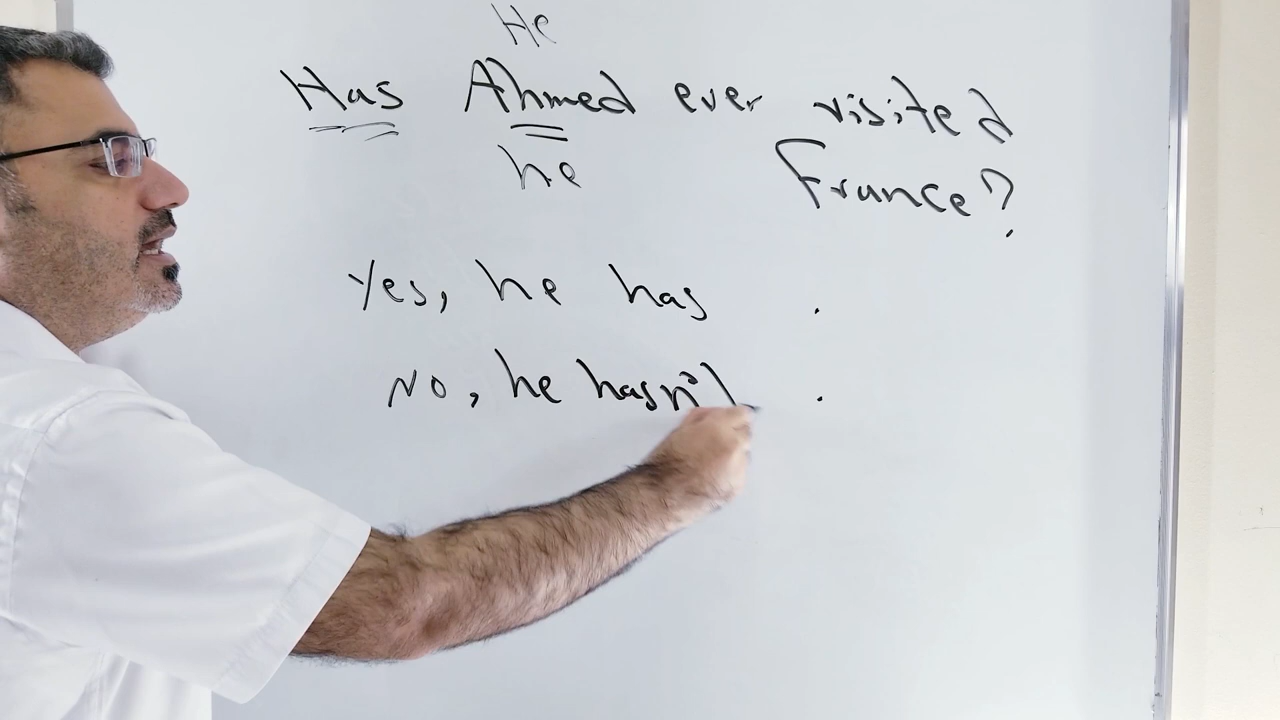 He
Has Ahmed ever visited
he
France?
Yes, he has .
No, he hasn' .